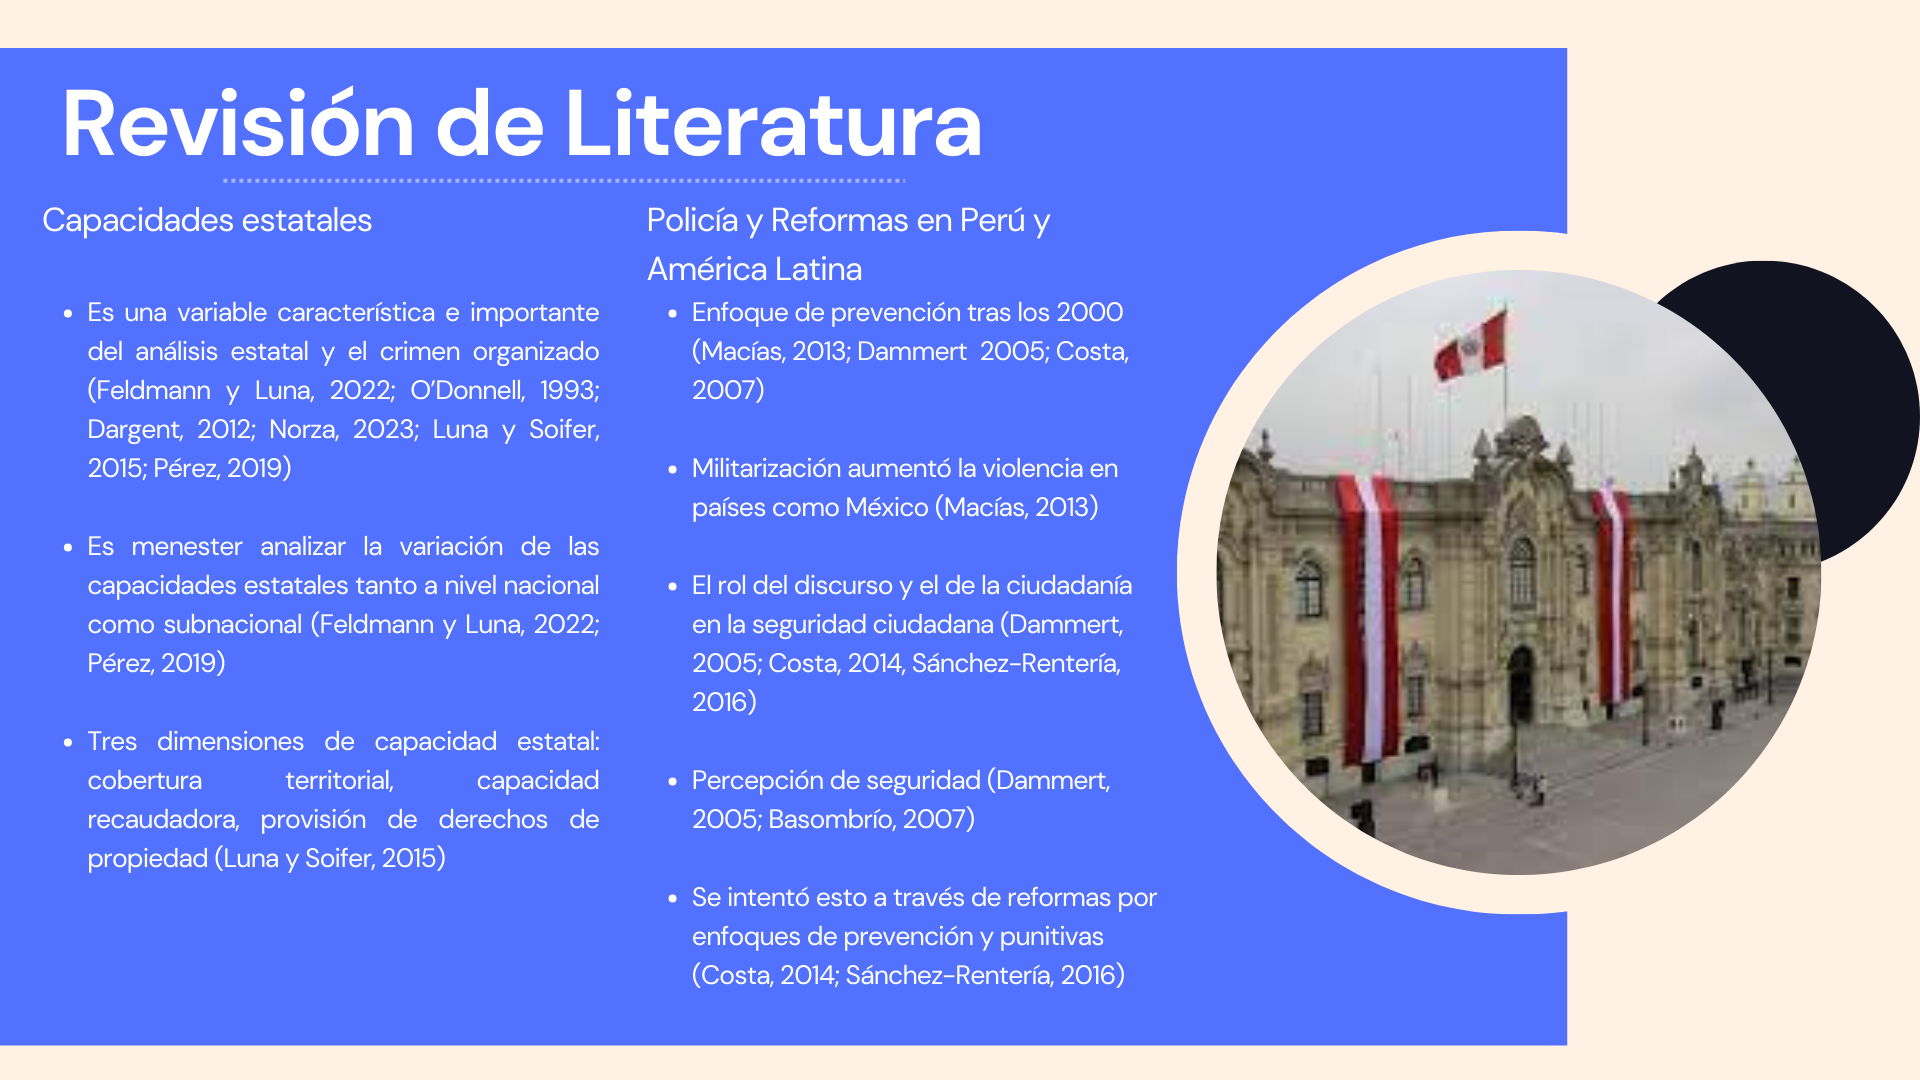 Revisión de Literatura
Capacidades estatales
• Es una variable característica e importante
del análisis estatal y el crimen organizado
(Feldmann y Luna, 2022; O’Donnell, 1993;
Dargent, 2012; Norza, 2023; Luna y Soifer,
2015; Pérez, 2019)
• Es menester analizar la variación de las
capacidades estatales tanto a nivel nacional
como subnacional (Feldmann y Luna, 2022;
Pérez, 2019)
• Tres dimensiones de capacidad estatal:
cobertura territorial, capacidad
recaudadora, provisión de derechos de
propiedad (Luna y Soifer, 2015)
Policía y Reformas en Perú y
América Latina
• Enfoque de prevención tras los 2000
(Macías, 2013; Dammert 2005; Costa,
2007)
• Militarización aumentó la violencia en
países como México (Macías, 2013)
• El rol del discurso y el de la ciudadanía
en la seguridad ciudadana (Dammert,
2005; Costa, 2014, Sánchez-Rentería,
2016)
• Percepción de seguridad (Dammert,
2005; Basombrío, 2007)
• Se intentó esto a través de reformas por
enfoques de prevención y punitivas
(Costa, 2014; Sánchez-Rentería, 2016)